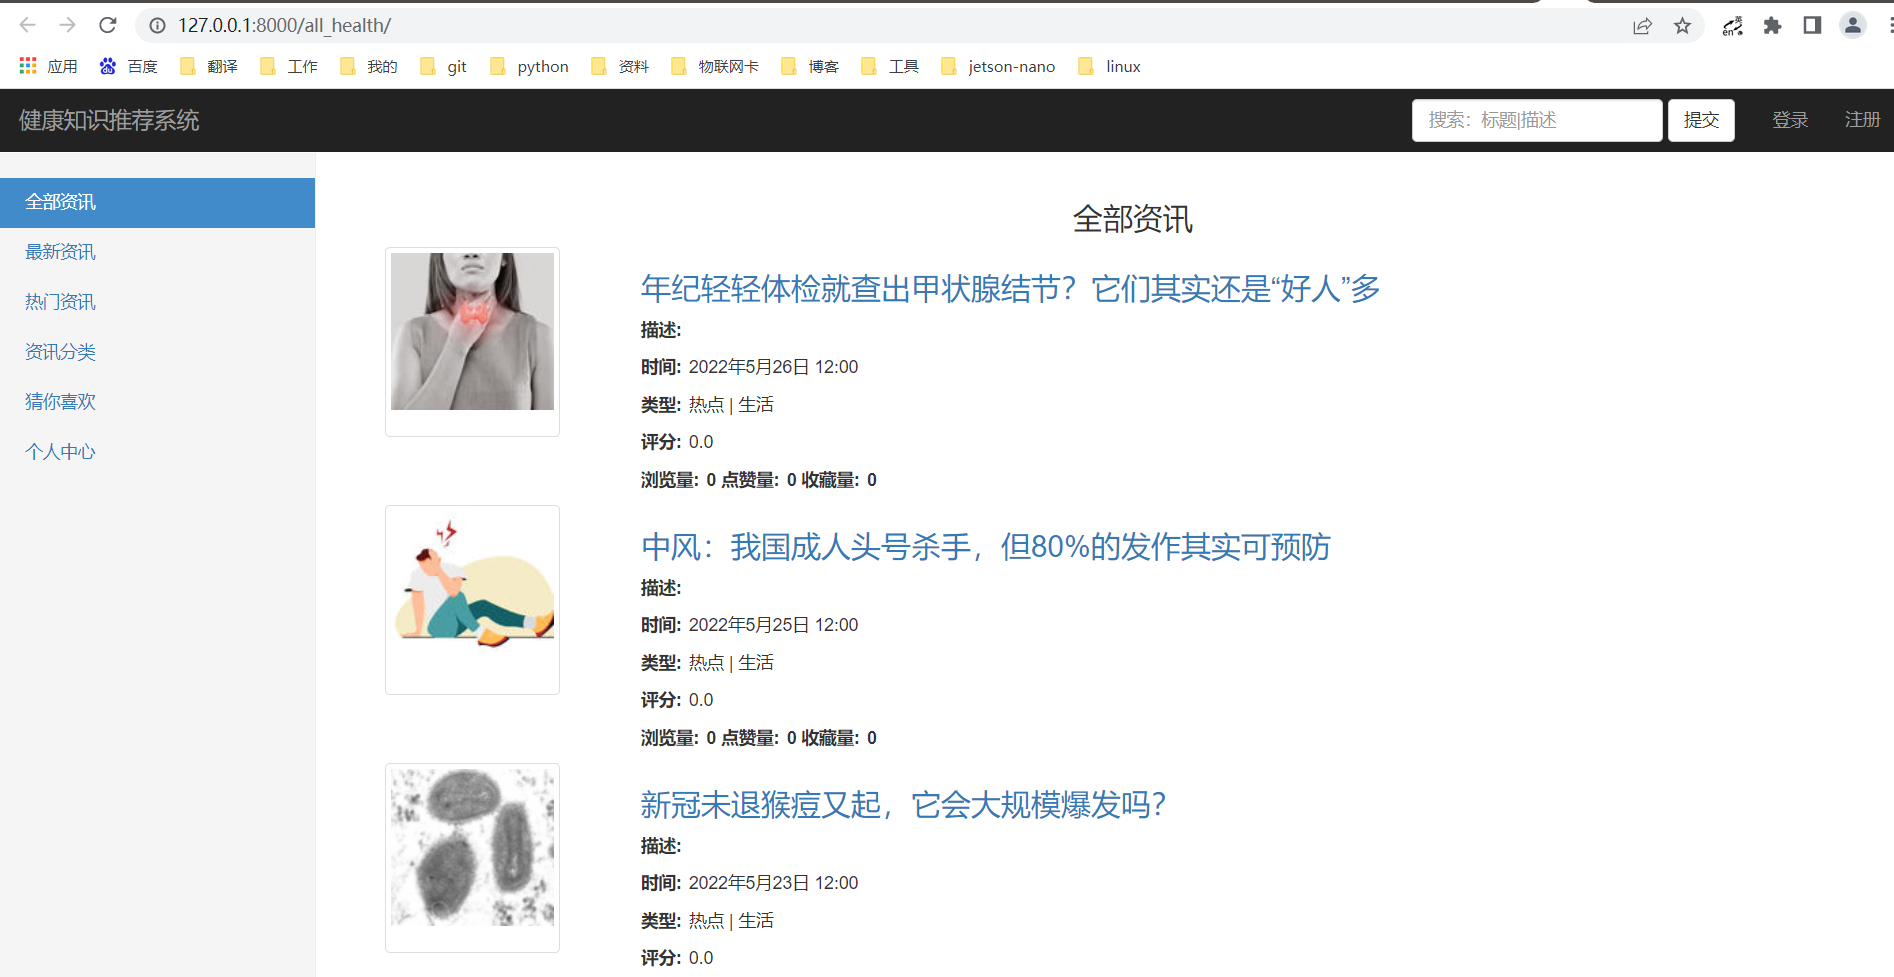 127.0.0.1:8000/all_health/
应用 百度 翻译 工作 我的 git python 资料 物联网卡 博客 工具 jetson-nano linux
健康知识推荐系统 搜索：标题|描述 提交 登录 注册
全部资讯
最新资讯
热门资讯
资讯分类
猜你喜欢
个人中心
全部资讯
年纪轻轻体检就查出甲状腺结节？它们其实还是“好人”多
描述:
时间: 2022年5月26日 12:00
类型: 热点 | 生活
评分: 0.0
浏览量: 0 点赞量: 0 收藏量: 0
中风：我国成人头号杀手，但80%的发作其实可预防
描述:
时间: 2022年5月25日 12:00
类型: 热点 | 生活
评分: 0.0
浏览量: 0 点赞量: 0 收藏量: 0
新冠未退猴痘又起，它会大规模爆发吗？
描述:
时间: 2022年5月23日 12:00
类型: 热点 | 生活
评分: 0.0